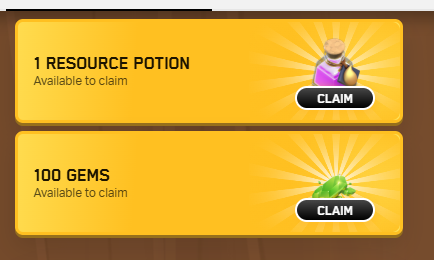 1 RESOURCE POTION
Available to claim
CLAIM
100 GEMS
Available to claim
CLAIM